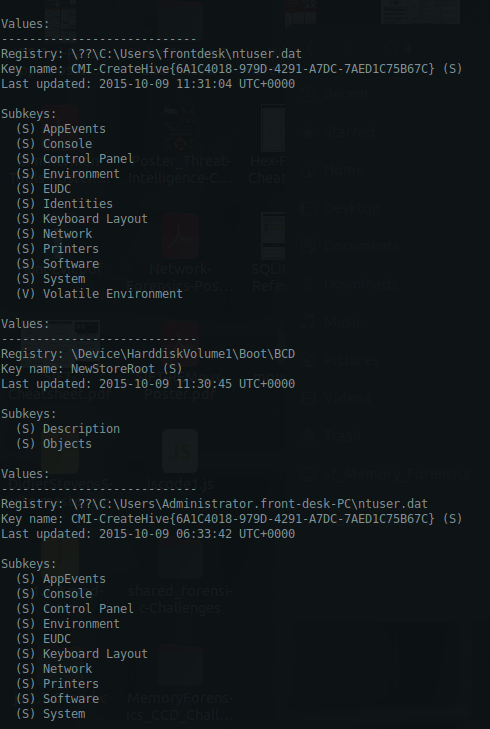 Values:
----------------------------
Registry: \??\C:\Users\frontdesk\ntuser.dat
Key name: CMI-CreateHive{6A1C4018-979D-4291-A7DC-7AED1C75B67C} (S)
Last updated: 2015-10-09 11:31:04 UTC+0000

Subkeys:
  (S) AppEvents
  (S) Console
  (S) Control Panel
  (S) Environment
  (S) EUDC
  (S) Identities
  (S) Keyboard Layout
  (S) Network
  (S) Printers
  (S) Software
  (S) System
  (V) Volatile Environment

Values:
----------------------------
Registry: \Device\HarddiskVolume1\Boot\BCD
Key name: NewStoreRoot (S)
Last updated: 2015-10-09 11:30:45 UTC+0000

Subkeys:
  (S) Description
  (S) Objects

Values:
----------------------------
Registry: \??\C:\Users\Administrator.front-desk-PC\ntuser.dat
Key name: CMI-CreateHive{6A1C4018-979D-4291-A7DC-7AED1C75B67C} (S)
Last updated: 2015-10-09 06:33:42 UTC+0000

Subkeys:
  (S) AppEvents
  (S) Console
  (S) Control Panel
  (S) Environment
  (S) EUDC
  (S) Keyboard Layout
  (S) Network
  (S) Printers
  (S) Software
  (S) System